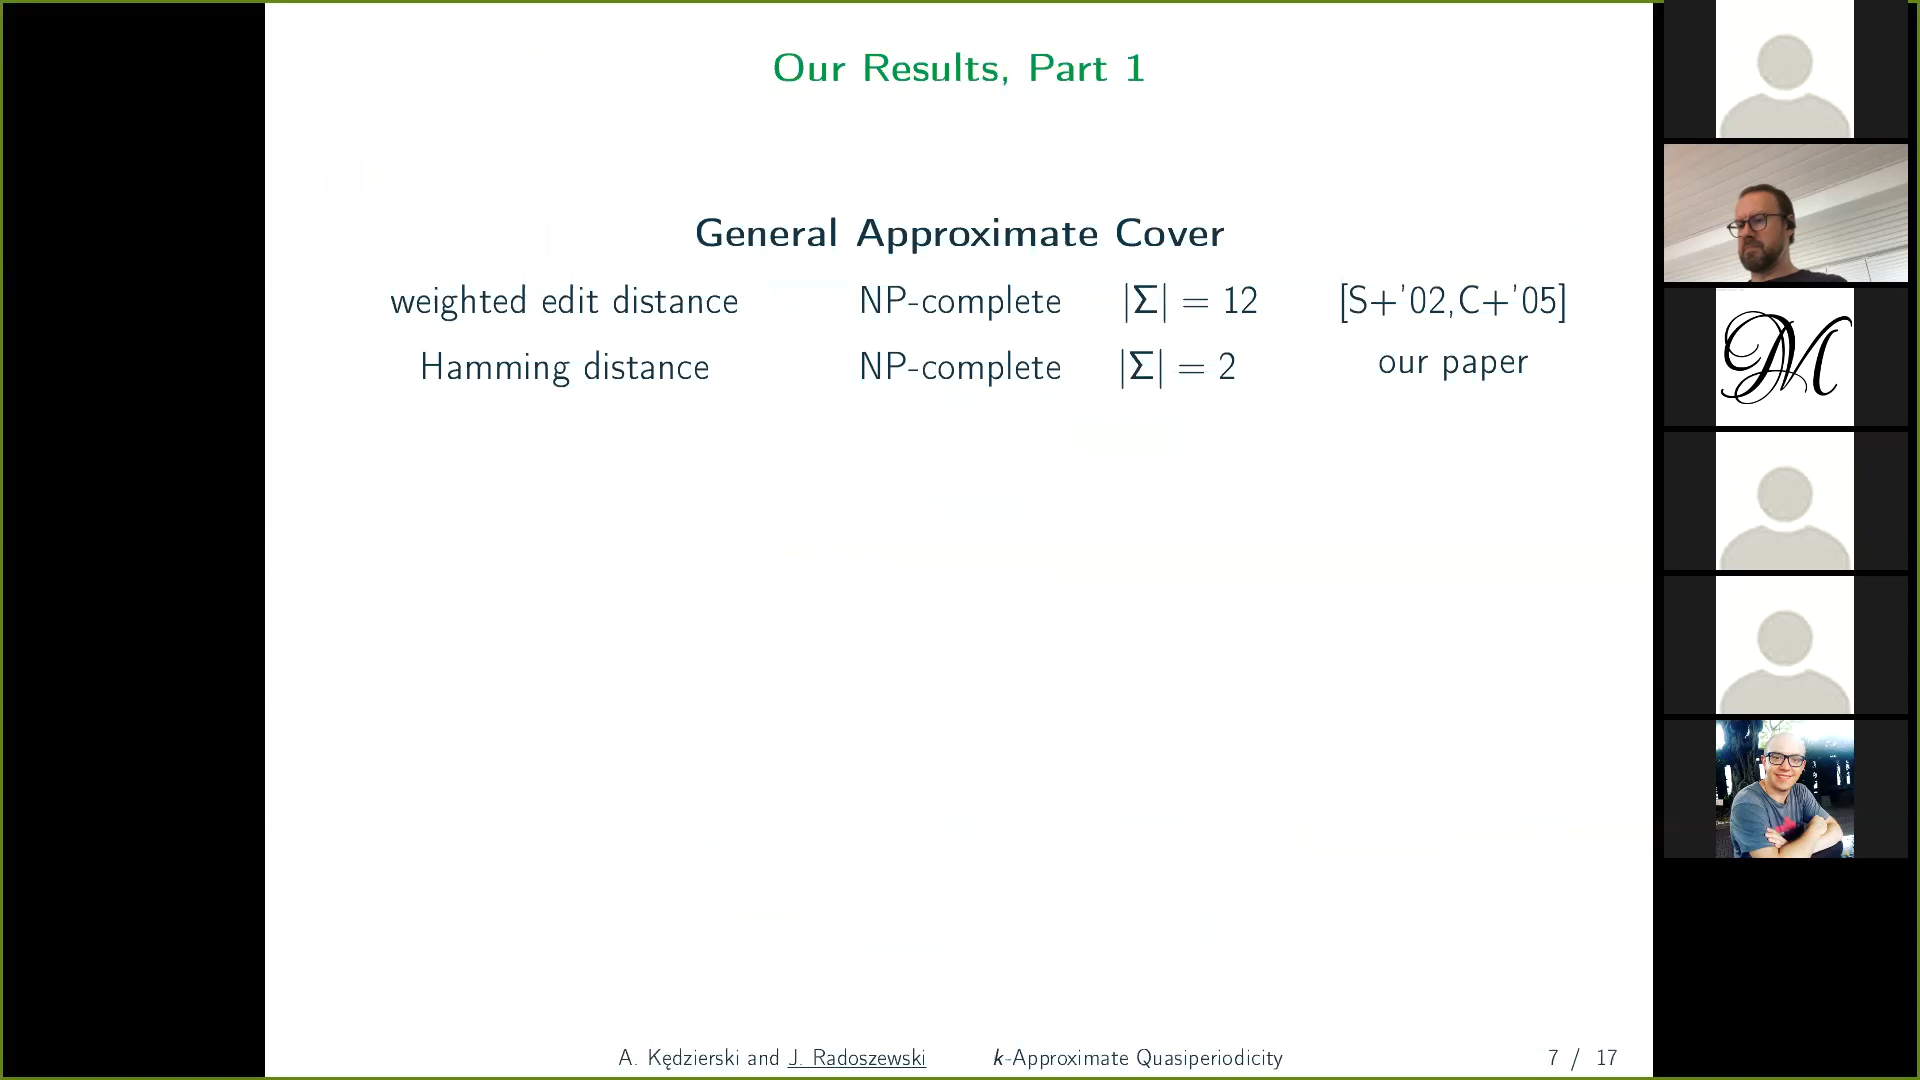 Our Results, Part 1
General Approximate Cover
weighted edit distance NP-complete |Σ| = 12 [S+'02,C+'05]
Hamming distance NP-complete |Σ| = 2 our paper
A. Kędzierski and J. Radoszewski k-Approximate Quasiperiodicity 7 / 17